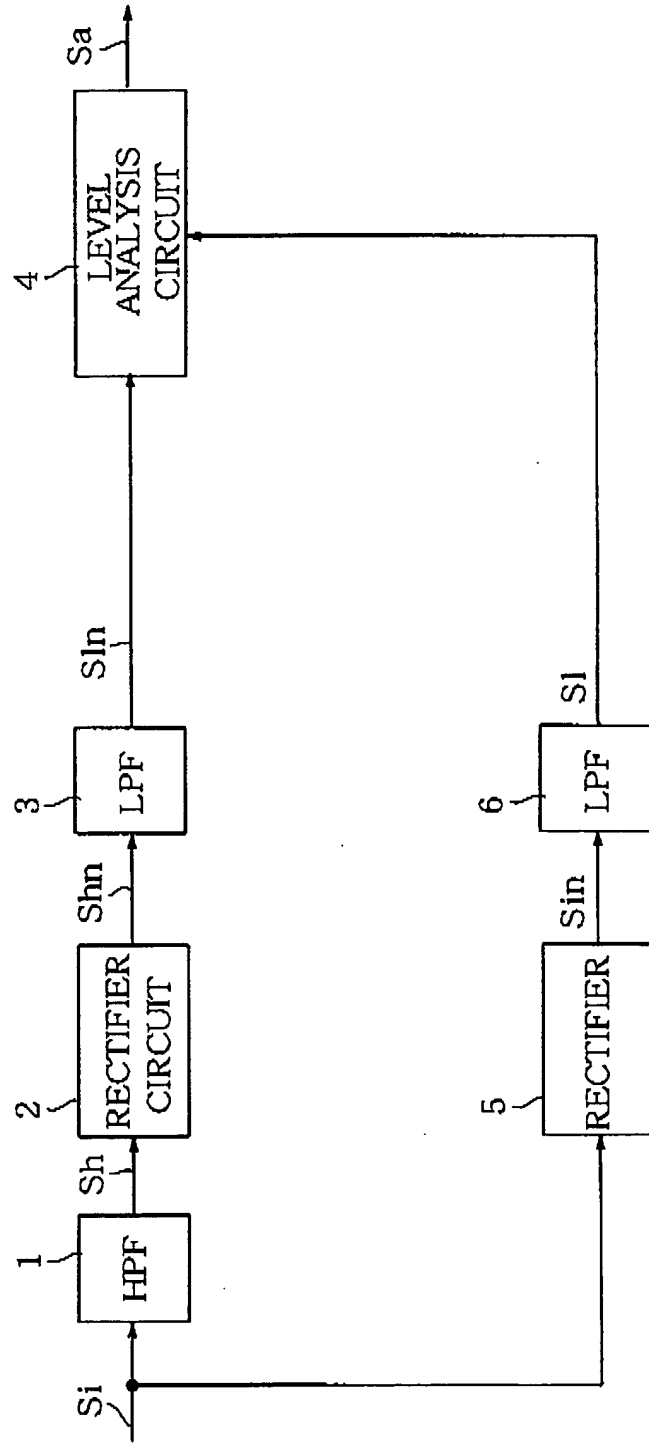 Si
1
HPF
Sh
2
RECTIFIER
CIRCUIT
Shn
3
LPF
Sln
4
LEVEL
ANALYSIS
CIRCUIT
Sa
5
RECTIFIER
Sin
6
LPF
Sl